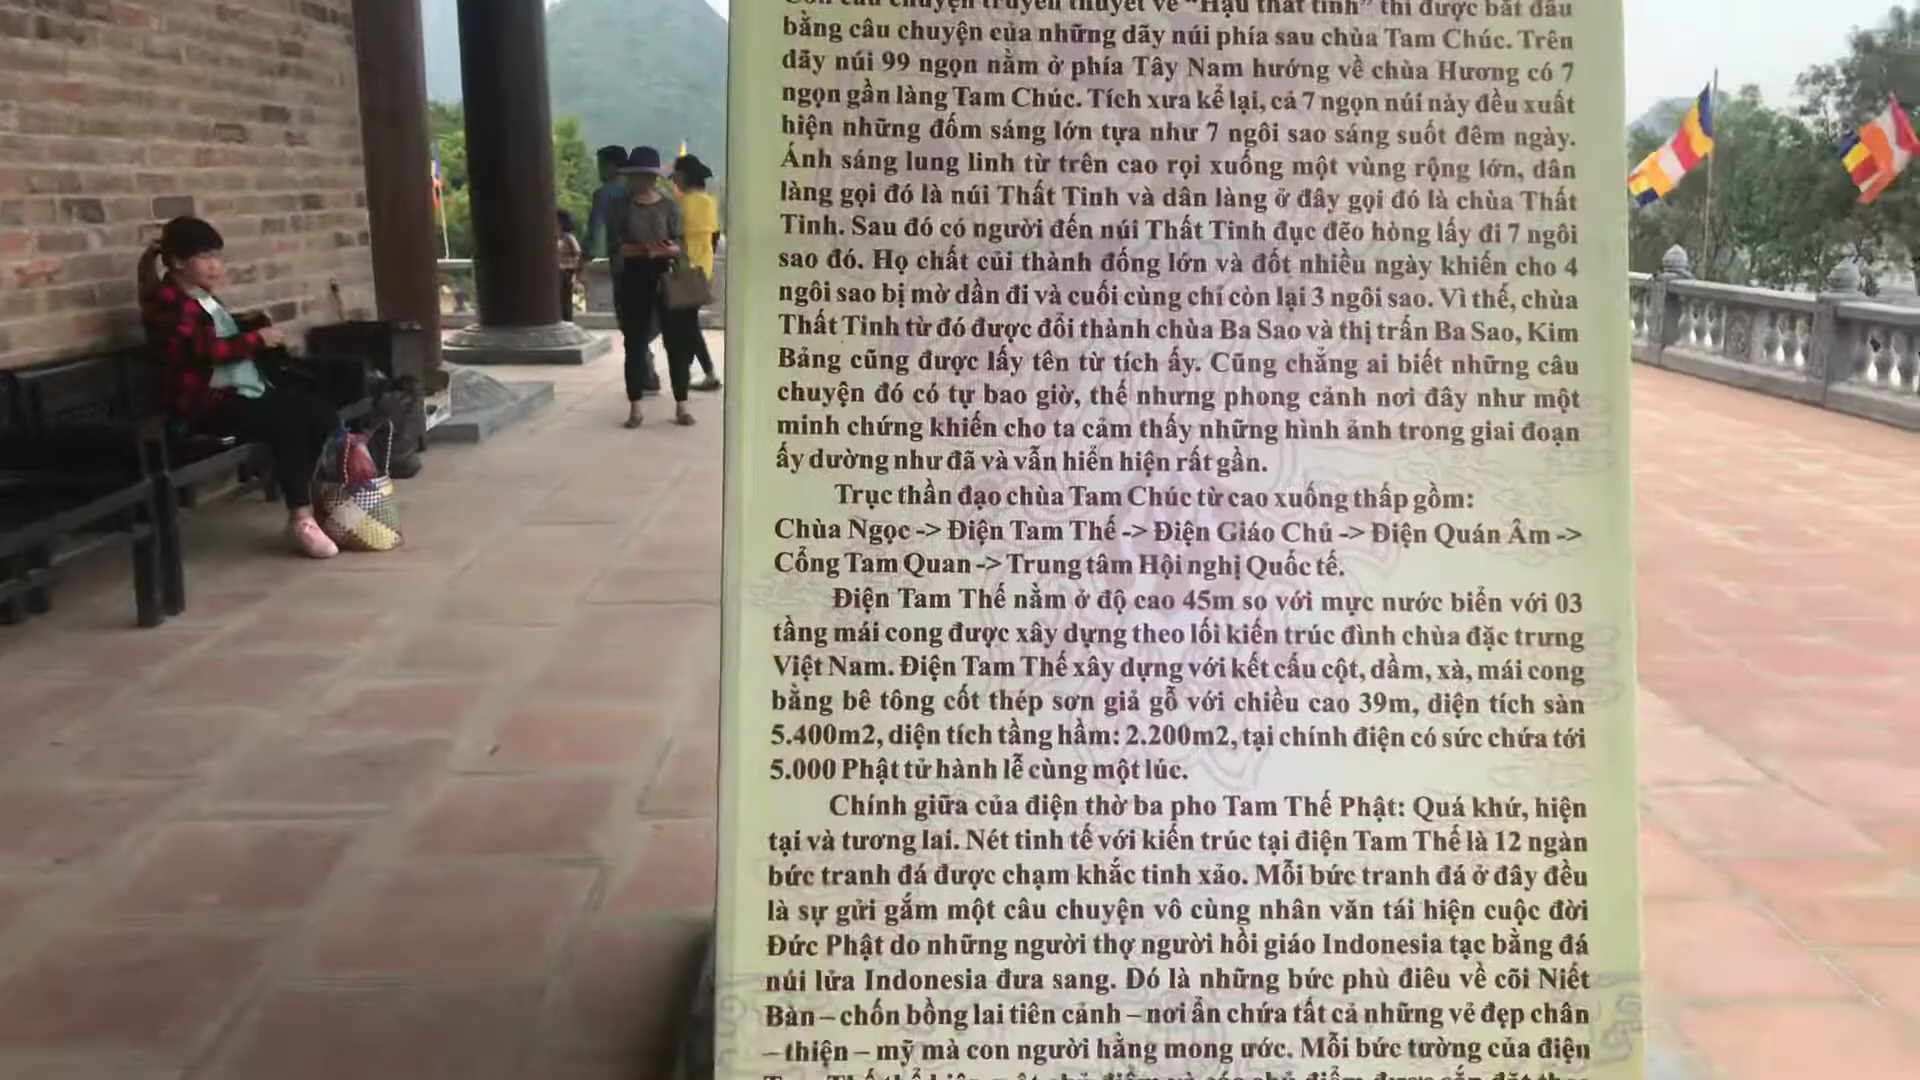 Còn câu chuyện truyền thuyết về “Hậu thất tinh” thì được bắt đầu
bằng câu chuyện của những dãy núi phía sau chùa Tam Chúc. Trên
dãy núi 99 ngọn nằm ở phía Tây Nam hướng về chùa Hương có 7
ngọn gần làng Tam Chúc. Tích xưa kể lại, cả 7 ngọn núi này đều xuất
hiện những đốm sáng lớn tựa như 7 ngôi sao sáng suốt đêm ngày.
Ánh sáng lung linh từ trên cao rọi xuống một vùng rộng lớn, dân
làng gọi đó là núi Thất Tinh và dân làng ở đây gọi đó là chùa Thất
Tinh. Sau đó có người đến núi Thất Tinh đục đẽo hòng lấy đi 7 ngôi
sao đó. Họ chất củi thành đống lớn và đốt nhiều ngày khiến cho 4
ngôi sao bị mờ dần đi và cuối cùng chỉ còn lại 3 ngôi sao. Vì thế, chùa
Thất Tinh từ đó được đổi thành chùa Ba Sao và thị trấn Ba Sao, Kim
Bảng cũng được lấy tên từ tích ấy. Cũng chẳng ai biết những câu
chuyện đó có tự bao giờ, thế nhưng phong cảnh nơi đây như một
minh chứng khiến cho ta cảm thấy những hình ảnh trong giai đoạn
ấy dường như đã và vẫn hiển hiện rất gần.
Trục thần đạo chùa Tam Chúc từ cao xuống thấp gồm:
Chùa Ngọc -> Điện Tam Thế -> Điện Giáo Chủ -> Điện Quán Âm ->
Cổng Tam Quan -> Trung tâm Hội nghị Quốc tế.
Điện Tam Thế nằm ở độ cao 45m so với mực nước biển với 03
tầng mái cong được xây dựng theo lối kiến trúc đình chùa đặc trưng
Việt Nam. Điện Tam Thế xây dựng với kết cấu cột, dầm, xà, mái cong
bằng bê tông cốt thép sơn giả gỗ với chiều cao 39m, diện tích sàn
5.400m2, diện tích tầng hầm: 2.200m2, tại chính điện có sức chứa tới
5.000 Phật tử hành lễ cùng một lúc.
Chính giữa của điện thờ ba pho Tam Thế Phật: Quá khứ, hiện
tại và tương lai. Nét tinh tế với kiến trúc tại điện Tam Thế là 12 ngàn
bức tranh đá được chạm khắc tinh xảo. Mỗi bức tranh đá ở đây đều
là sự gửi gắm một câu chuyện vô cùng nhân văn tái hiện cuộc đời
Đức Phật do những người thợ người hồi giáo Indonesia tạc bằng đá
núi lửa Indonesia đưa sang. Đó là những bức phù điêu về cõi Niết
Bàn – chốn bồng lai tiên cảnh – nơi ẩn chứa tất cả những vẻ đẹp chân
– thiện – mỹ mà con người hằng mong ước. Mỗi bức tường của điện